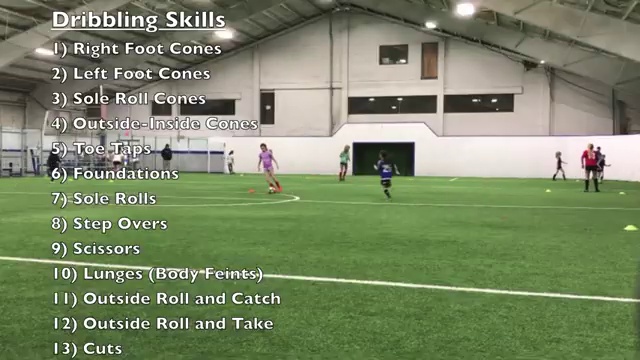 Dribbling Skills
1) Right Foot Cones
2) Left Foot Cones
3) Sole Roll Cones
4) Outside-Inside Cones
5) Toe Taps
6) Foundations
7) Sole Rolls
8) Step Overs
9) Scissors
10) Lunges (Body Feints)
11) Outside Roll and Catch
12) Outside Roll and Take
13) Cuts